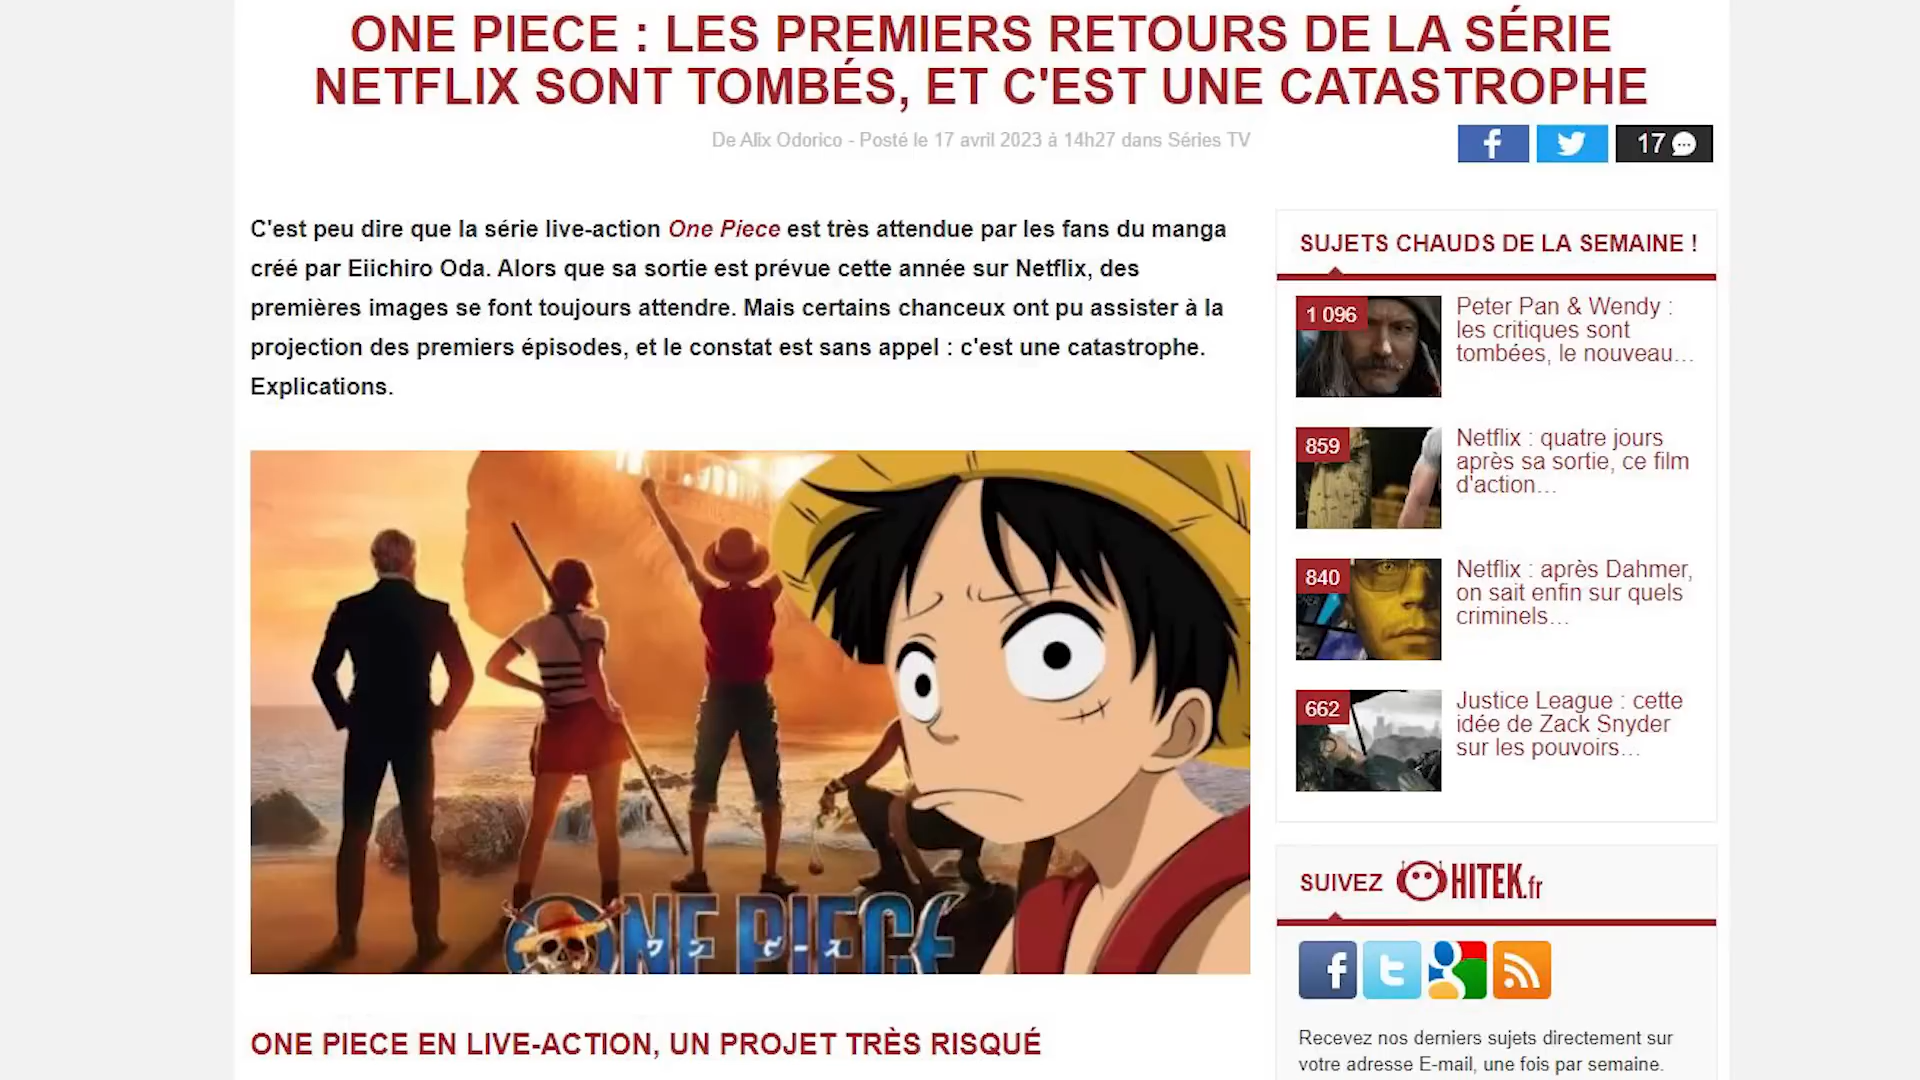 ONE PIECE : LES PREMIERS RETOURS DE LA SÉRIE
NETFLIX SONT TOMBÉS, ET C'EST UNE CATASTROPHE
De Alix Odorico - Posté le 17 avril 2023 à 14h27 dans Séries TV
17
C'est peu dire que la série live-action One Piece est très attendue par les fans du manga
créé par Eiichiro Oda. Alors que sa sortie est prévue cette année sur Netflix, des
premières images se font toujours attendre. Mais certains chanceux ont pu assister à la
projection des premiers épisodes, et le constat est sans appel : c'est une catastrophe.
Explications.
ONE PIECE
ワンピース
ONE PIECE EN LIVE-ACTION, UN PROJET TRÈS RISQUÉ
SUJETS CHAUDS DE LA SEMAINE !
1 096
Peter Pan & Wendy :
les critiques sont
tombées, le nouveau...
859
Netflix : quatre jours
après sa sortie, ce film
d'action...
840
Netflix : après Dahmer,
on sait enfin sur quels
criminels...
662
Justice League : cette
idée de Zack Snyder
sur les pouvoirs...
SUIVEZ HITEK.fr
Recevez nos derniers sujets directement sur
votre adresse E-mail, une fois par semaine.